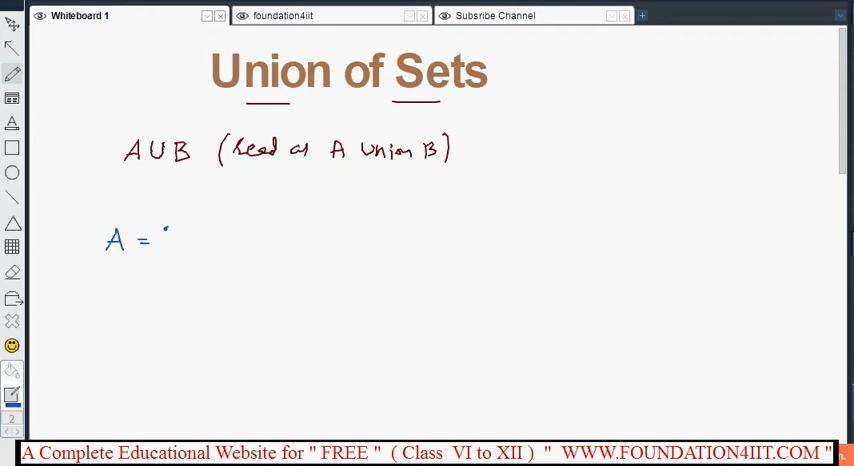 Whiteboard 1
foundation4iit
Subsribe Channel
Union of Sets
A U B (Read as A union B)
A =
2
A Complete Educational Website for " FREE " ( Class VI to XII ) " WWW.FOUNDATION4IIT.COM "